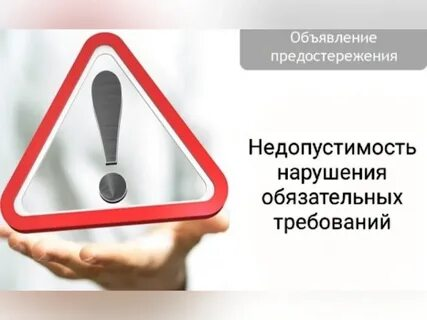 Объявление
предостережения
Недопустимость
нарушения
обязательных
требований